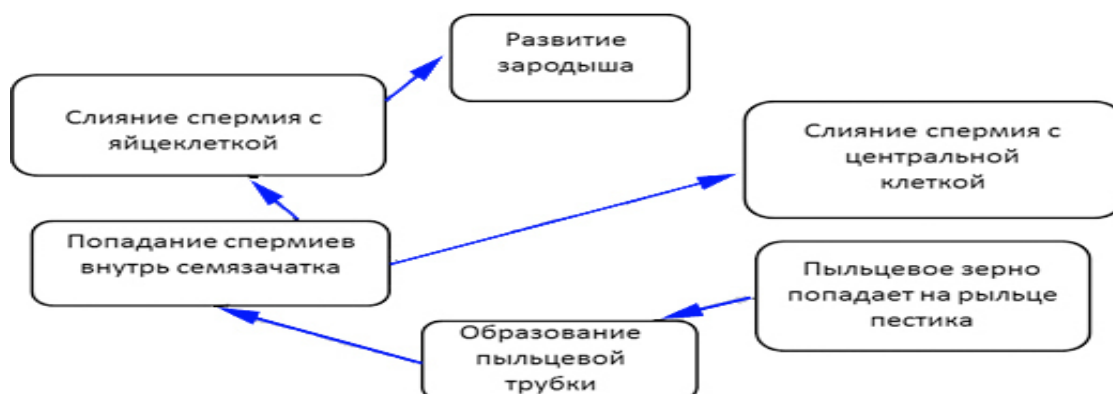 Развитие
зародыша
Слияние спермия с
яйцеклеткой
Слияние спермия с
центральной
клеткой
Попадание спермиев
внутрь семязачатка
Пыльцевое зерно
попадает на рыльце
пестика
Образование
пыльцевой
трубки